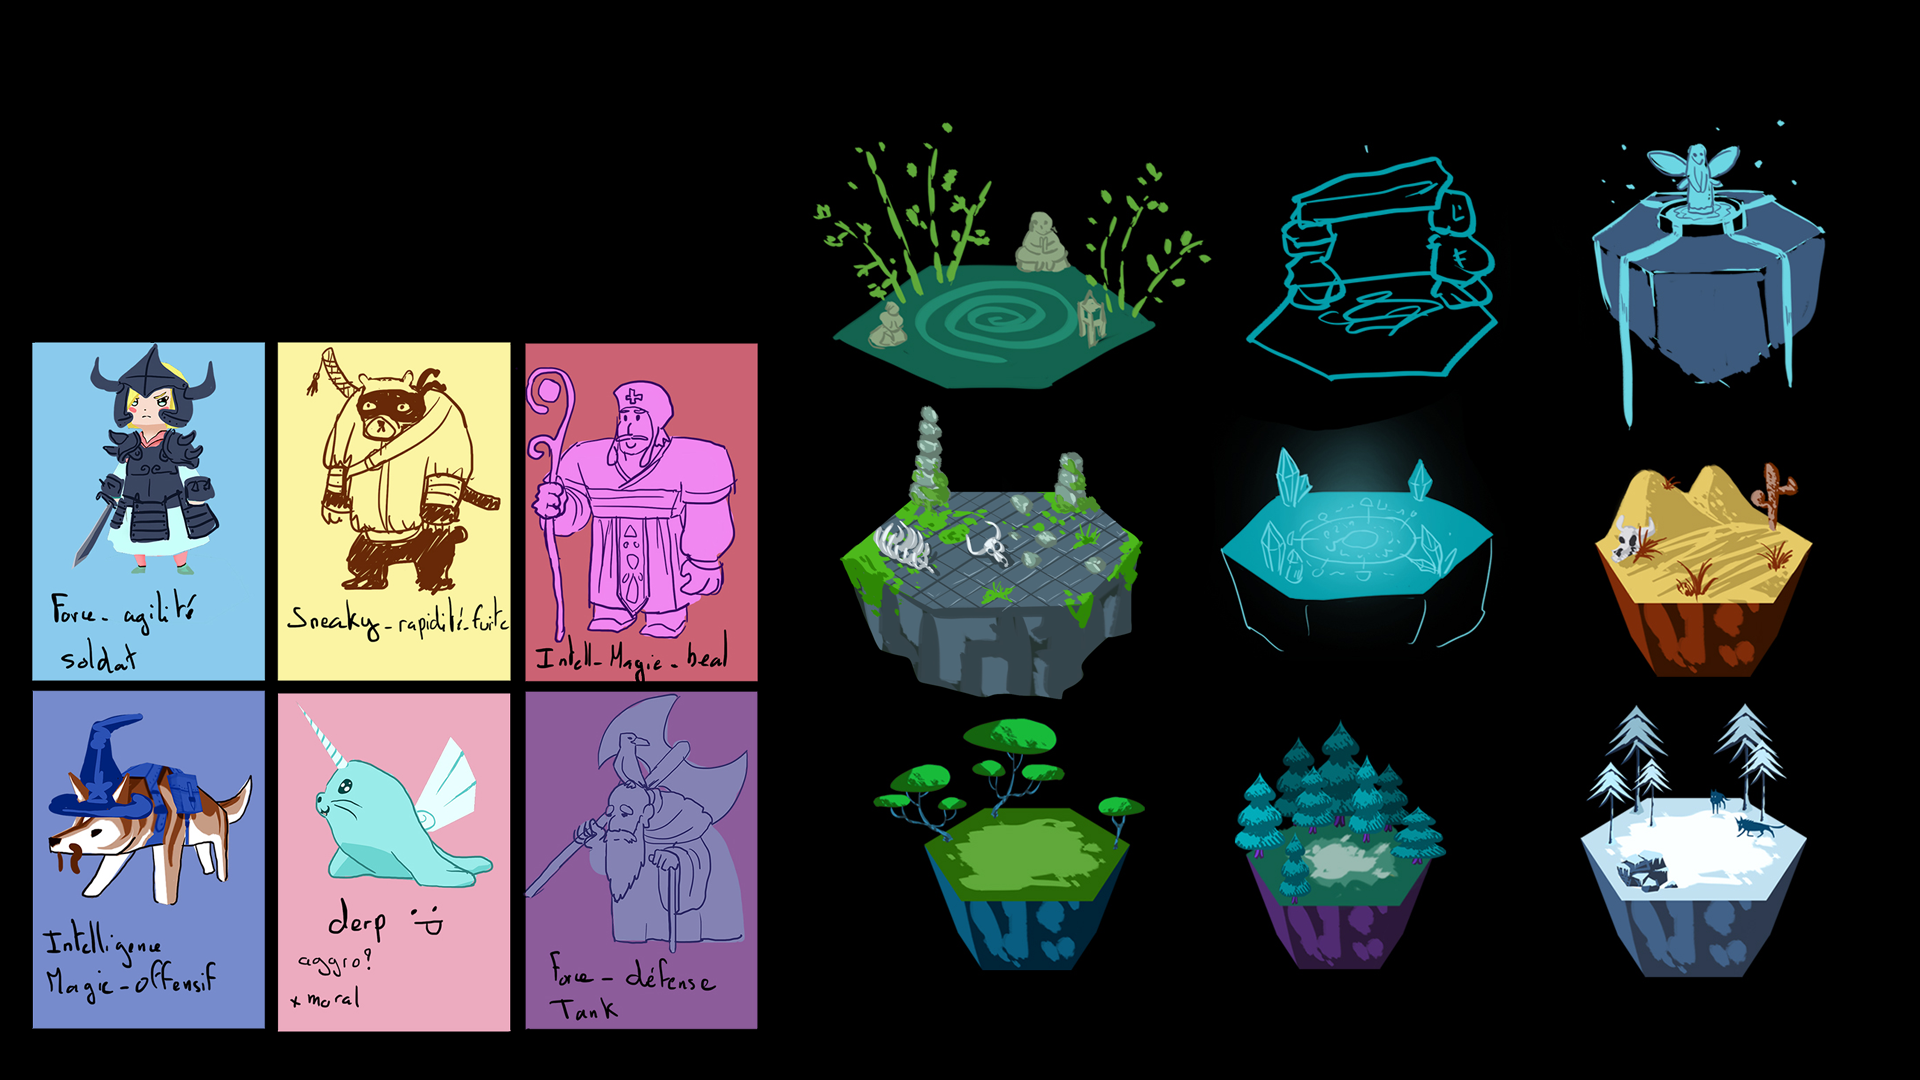 Force - agilité
soldat
Sneaky - rapidité - fuite
Intell - Magie - heal
Intelligence
Magic - offensif
derp :D
aggro?
x moral
Force - défense
Tank